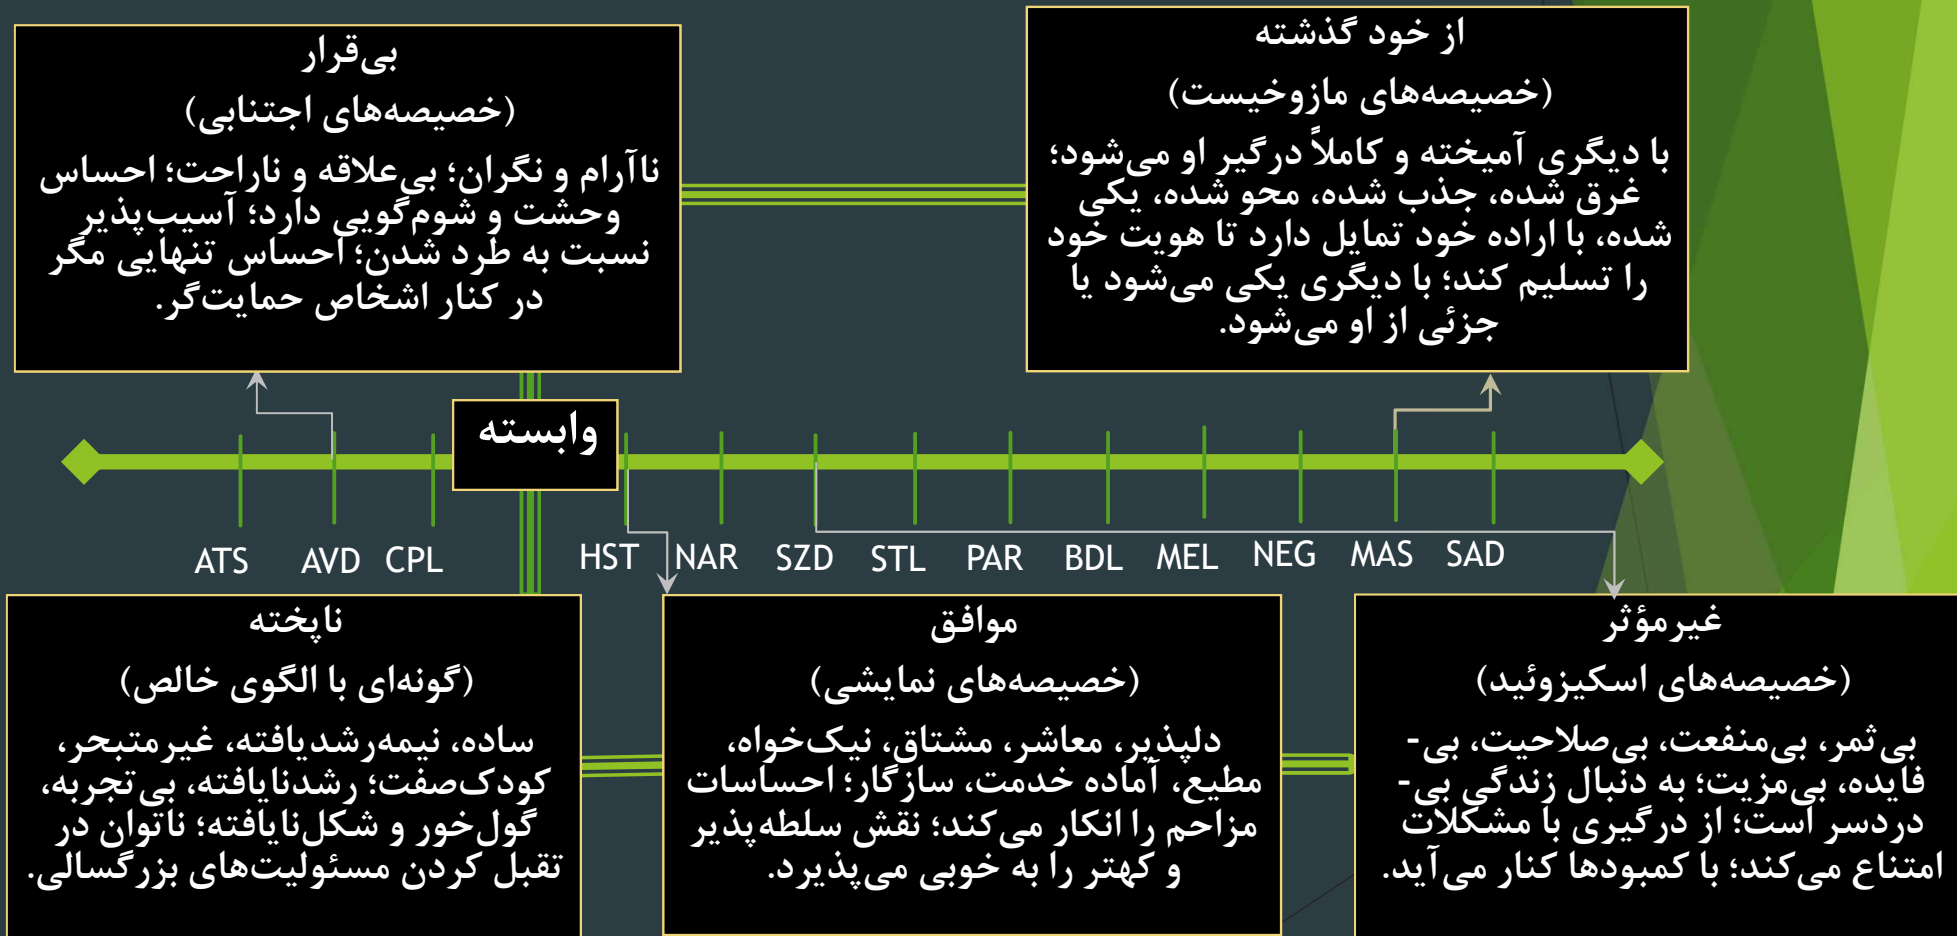 از خود گذشته
(خصیصه‌های مازوخیست)
با دیگری آمیخته و کاملاً درگیر او می‌شود؛
غرق شده، جذب شده، محو شده، یکی
شده، با اراده خود تمایل دارد تا هویت خود
را تسلیم کند؛ با دیگری یکی می‌شود یا
جزئی از او می‌شود.
بی‌قرار
(خصیصه‌های اجتنابی)
ناآرام و نگران؛ بی‌علاقه و ناراحت؛ احساس
وحشت و شوم‌گویی دارد؛ آسیب‌پذیر
نسبت به طرد شدن؛ احساس تنهایی مگر
در کنار اشخاص حمایت‌گر.
وابسته
ATS AVD CPL HST NAR SZD STL PAR BDL MEL NEG MAS SAD
غیرمؤثر
(خصیصه‌های اسکیزوئید)
بی‌ثمر، بی‌منفعت، بی‌صلاحیت، بی-
فایده، بی‌مزیت؛ به دنبال زندگی بی-
دردسر است؛ از درگیری با مشکلات
امتناع می‌کند؛ با کمبودها کنار می‌آید.
موافق
(خصیصه‌های نمایشی)
دلپذیر، معاشر، مشتاق، نیک‌خواه،
مطیع، آماده خدمت، سازگار؛ احساسات
مزاحم را انکار می‌کند؛ نقش سلطه‌پذیر
و کهتر را به خوبی می‌پذیرد.
ناپخته
(گونه‌ای با الگوی خالص)
ساده، نیمه‌رشدیافته، غیرمتبحر،
کودک‌صفت؛ رشدنایافته، بی‌تجربه،
گول‌خور و شکل‌نایافته؛ ناتوان در
تقبل کردن مسئولیت‌های بزرگسالی.